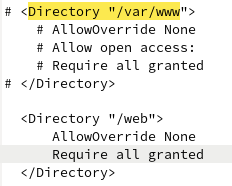 # <Directory "/var/www">
    # AllowOverride None
    # Allow open access:
    # Require all granted
# </Directory>
  <Directory "/web">
      AllowOverride None
      Require all granted
  </Directory>